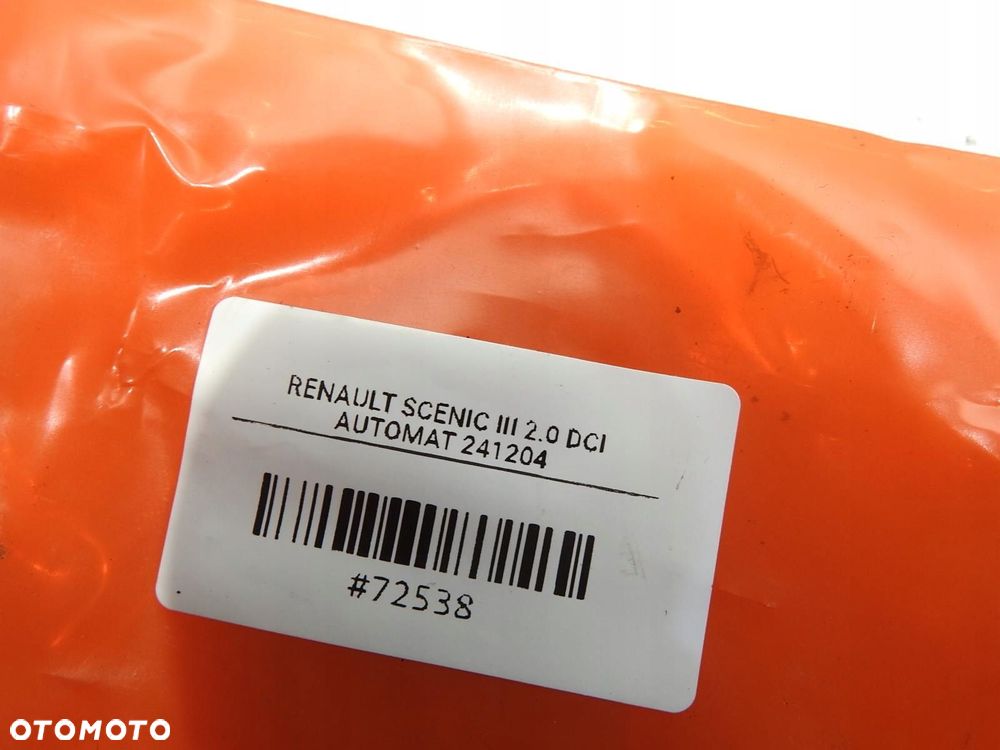 RENAULT SCENIC III 2.0 DCI
AUTOMAT 241204
#72538
OTOMOTO